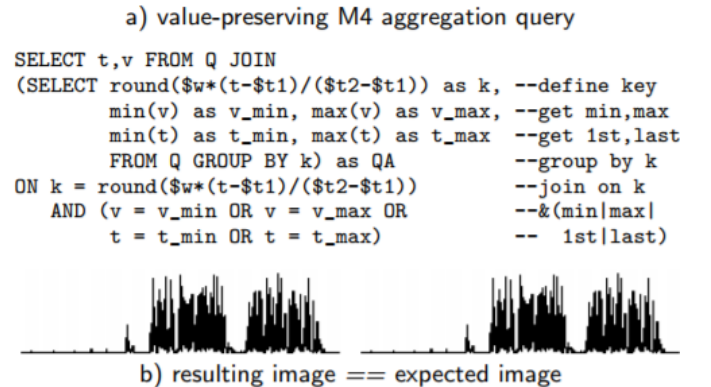 a) value-preserving M4 aggregation query
SELECT t,v FROM Q JOIN
(SELECT round($w*(t-$t1)/($t2-$t1)) as k, --define key
min(v) as v_min, max(v) as v_max, --get min,max
min(t) as t_min, max(t) as t_max --get 1st,last
FROM Q GROUP BY k) as QA --group by k
ON k = round($w*(t-$t1)/($t2-$t1)) --join on k
AND (v = v_min OR v = v_max OR --&(min|max|
t = t_min OR t = t_max) -- 1st|last)
b) resulting image == expected image